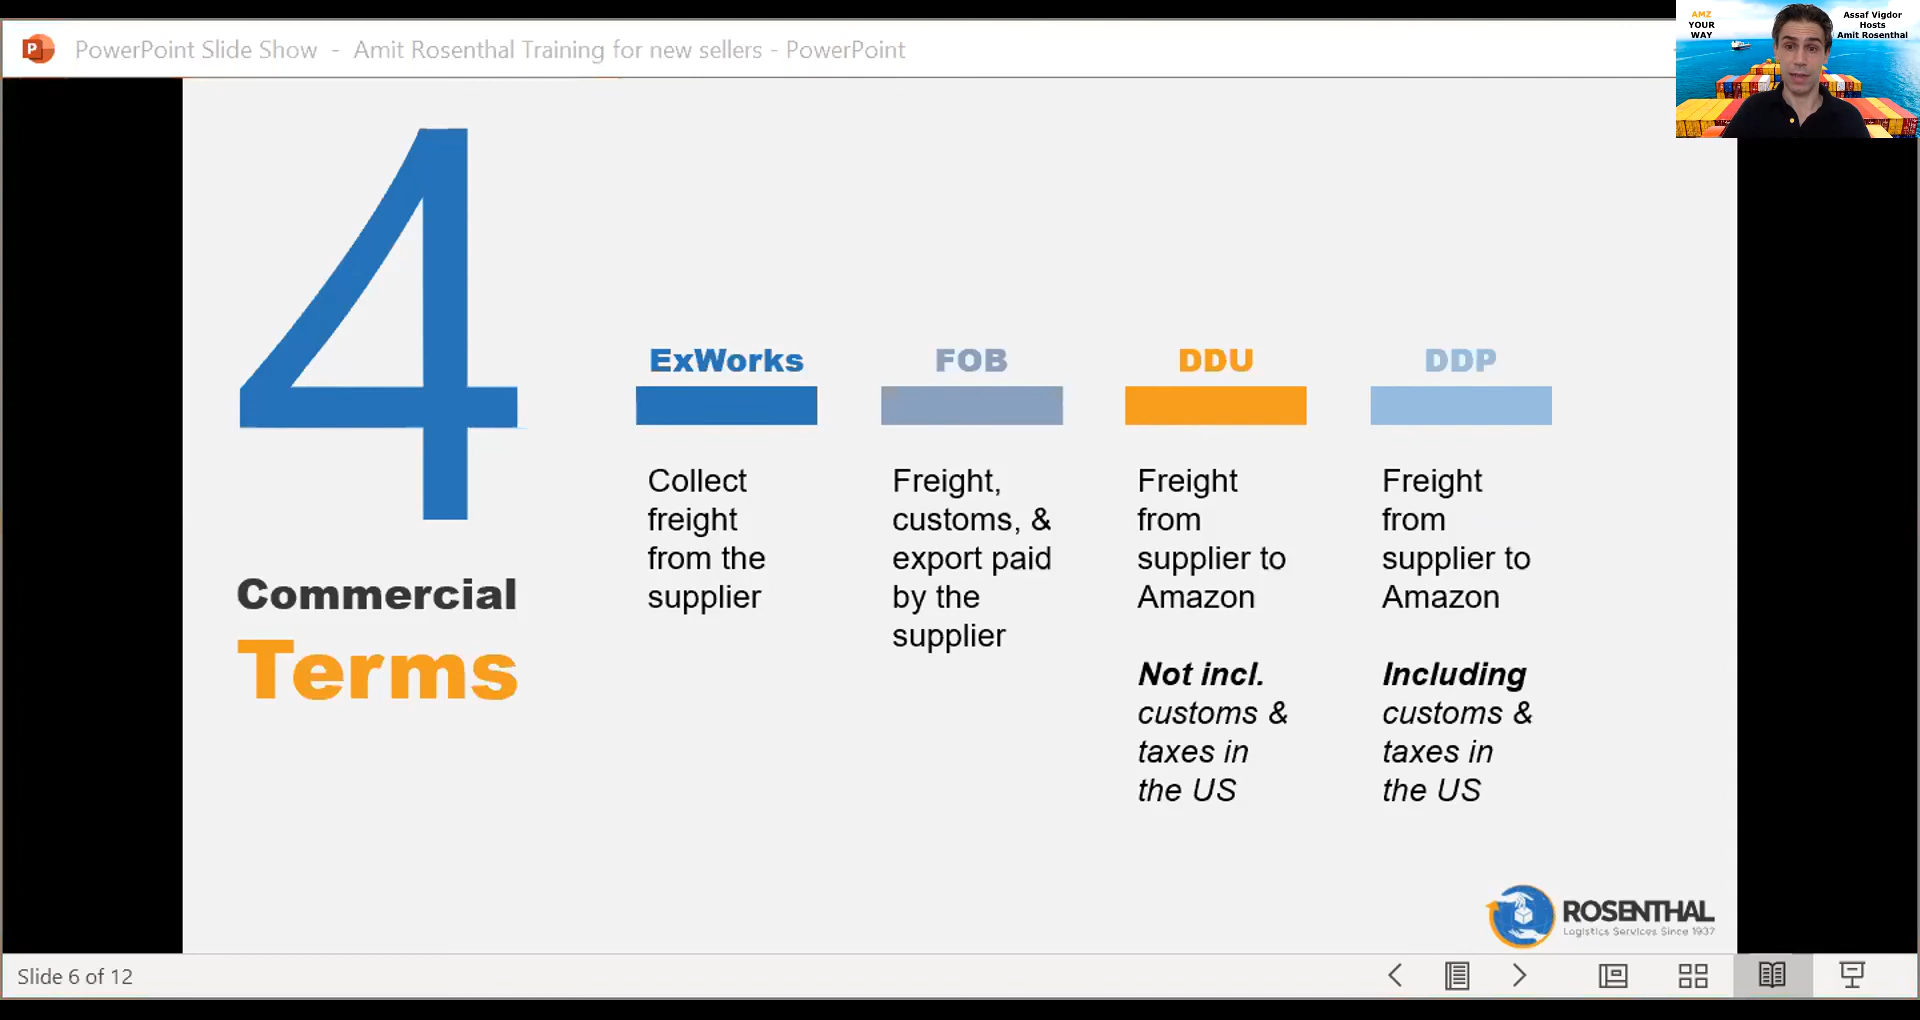 PowerPoint Slide Show - Amit Rosenthal Training for new sellers - PowerPoint
AMZ
YOUR
WAY
Assaf Vigdor
Hosts
Amit Rosenthal
4
Commercial
Terms
ExWorks
Collect
freight
from the
supplier
FOB
Freight,
customs, &
export paid
by the
supplier
DDU
Freight
from
supplier to
Amazon
Not incl.
customs &
taxes in
the US
DDP
Freight
from
supplier to
Amazon
Including
customs &
taxes in
the US
ROSENTHAL
Logistics Services Since 1937
Slide 6 of 12